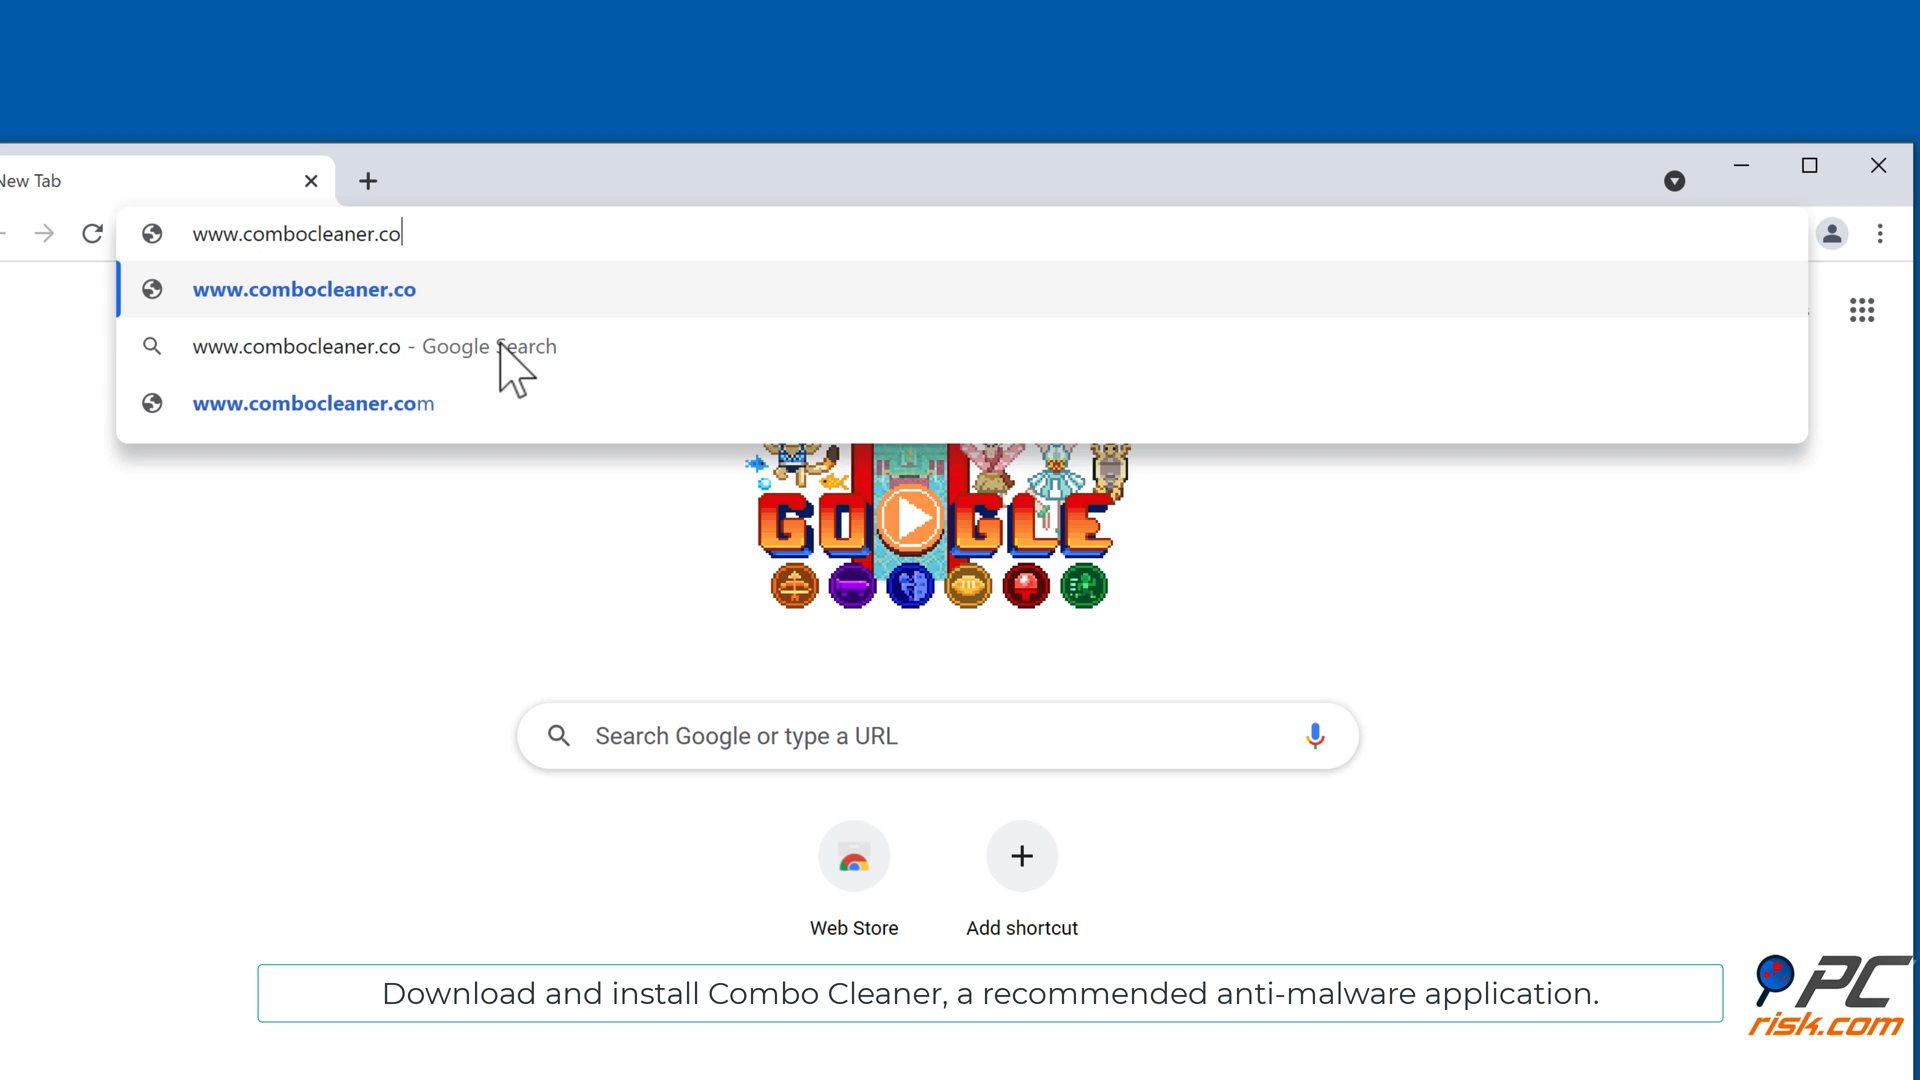 New Tab
www.combocleaner.co
www.combocleaner.co
www.combocleaner.co - Google Search
www.combocleaner.com
GOOGLE
Search Google or type a URL
Web Store
Add shortcut
Download and install Combo Cleaner, a recommended anti-malware application.
PC
risk.com